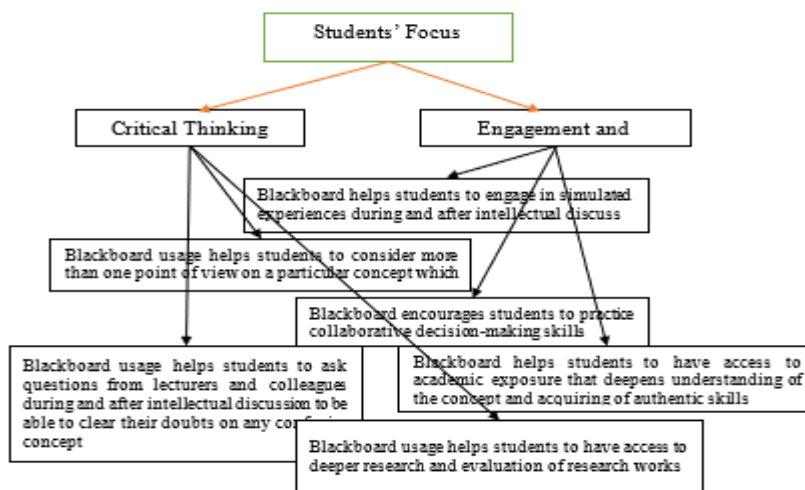 Students' Focus
Critical Thinking
Engagement and
Blackboard helps students to engage in simulated
experiences during and after intellectual discuss
Blackboard usage helps students to consider more
than one point of view on a particular concept which
Blackboard encourages students to practice
collaborative decision-making skills
Blackboard usage helps students to ask
questions from lecturers and colleagues
during and after intellectual discussion to be
able to clear their doubts on any
concept
Blackboard helps students to have access to
academic exposure that deepens understanding of
the concept and acquiring of authentic skills
Blackboard usage helps students to have access to
deeper research and evaluation of research works